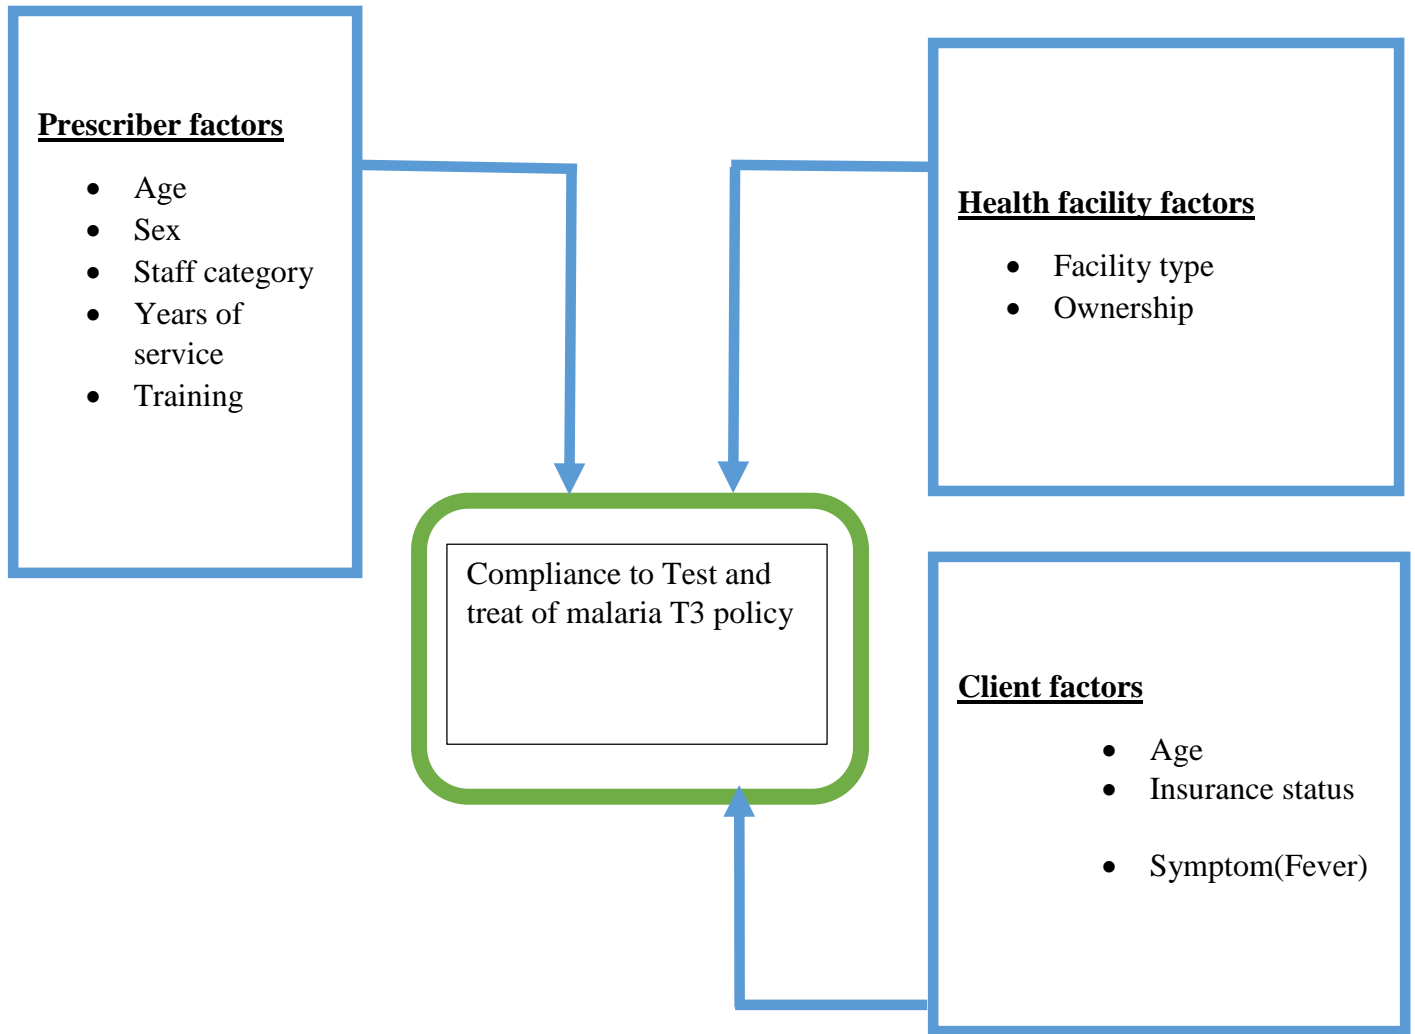 Prescriber factors
• Age
• Sex
• Staff category
• Years of
service
• Training
Health facility factors
• Facility type
• Ownership
Compliance to Test and
treat of malaria T3 policy
Client factors
• Age
• Insurance status
• Symptom(Fever)